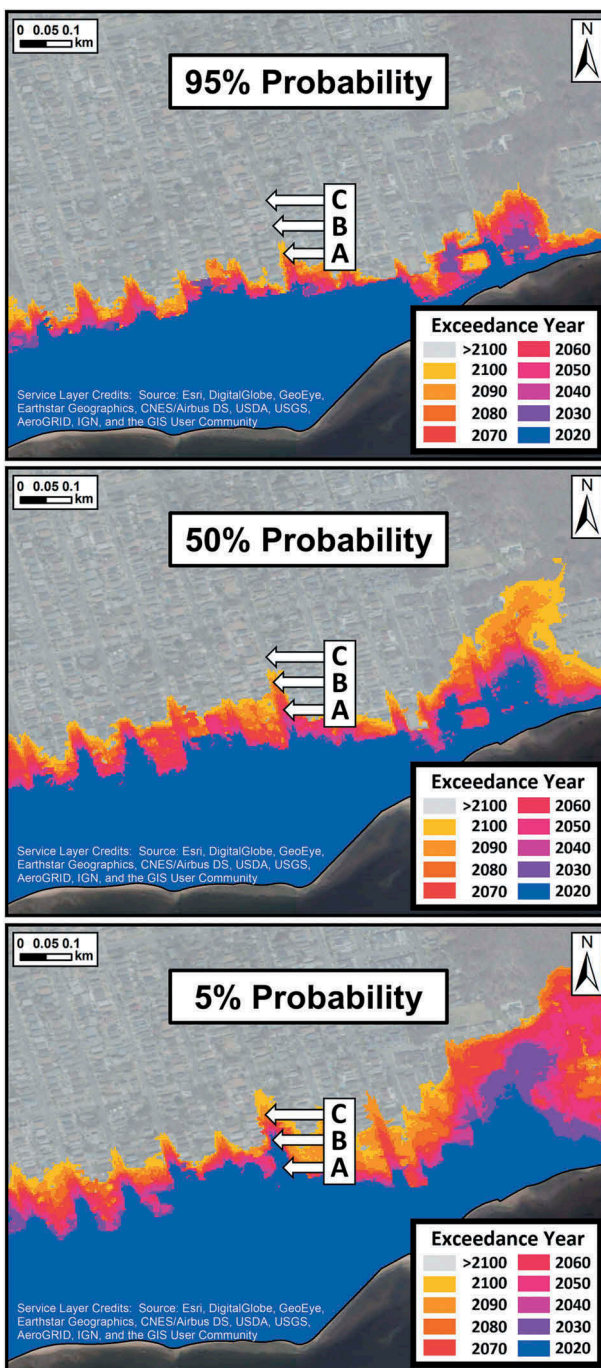 0 0.05 0.1
km
N
95% Probability
C
B
A
Exceedance Year
>2100 2060
2100 2050
2090 2040
2080 2030
2070 2020
Service Layer Credits: Source: Esri, DigitalGlobe, GeoEye,
Earthstar Geographics, CNES/Airbus DS, USDA, USGS,
AeroGRID, IGN, and the GIS User Community
0 0.05 0.1
km
N
50% Probability
C
B
A
Exceedance Year
>2100 2060
2100 2050
2090 2040
2080 2030
2070 2020
Service Layer Credits: Source: Esri, DigitalGlobe, GeoEye,
Earthstar Geographics, CNES/Airbus DS, USDA, USGS,
AeroGRID, IGN, and the GIS User Community
0 0.05 0.1
km
N
5% Probability
C
B
A
Exceedance Year
>2100 2060
2100 2050
2090 2040
2080 2030
2070 2020
Service Layer Credits: Source: Esri, DigitalGlobe, GeoEye,
Earthstar Geographics, CNES/Airbus DS, USDA, USGS,
AeroGRID, IGN, and the GIS User Community